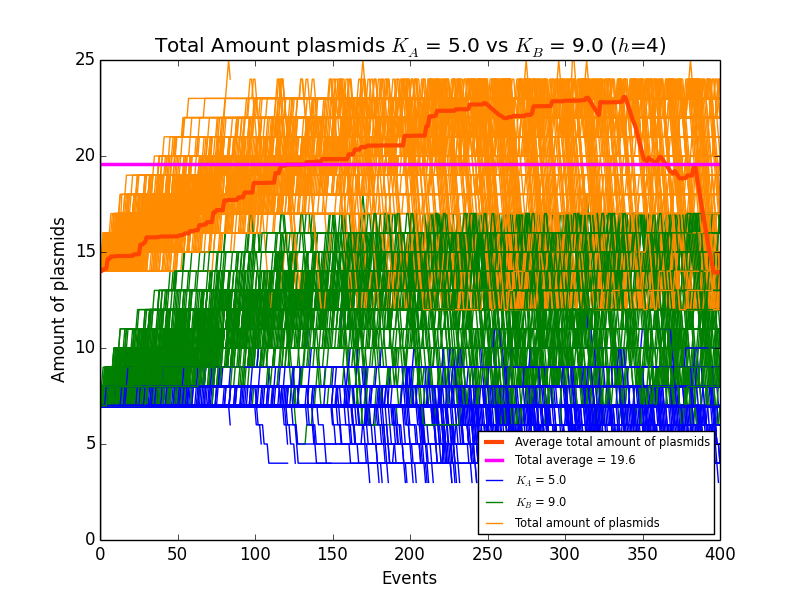 Total Amount plasmids K_A = 5.0 vs K_B = 9.0 (h=4)
25
20
15
10
5
0
Amount of plasmids
Average total amount of plasmids
Total average = 19.6
K_A = 5.0
K_B = 9.0
Total amount of plasmids
0 50 100 150 200 250 300 350 400
Events